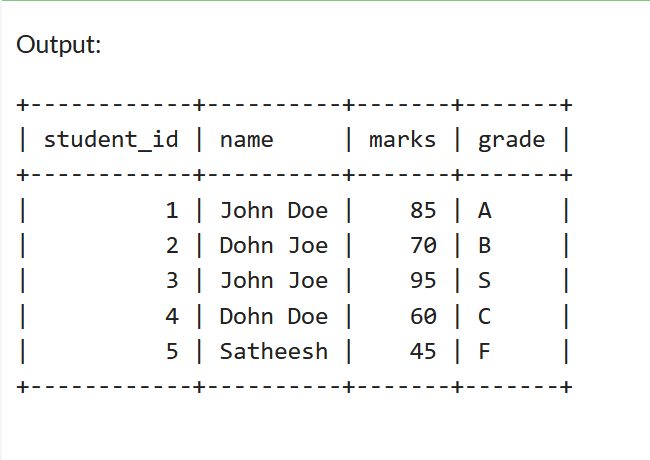 Output:
+------------+----------+-------+-------+
| student_id | name     | marks | grade |
+------------+----------+-------+-------+
|          1 | John Doe |    85 | A     |
|          2 | Dohn Joe |    70 | B     |
|          3 | John Joe |    95 | S     |
|          4 | Dohn Doe |    60 | C     |
|          5 | Satheesh |    45 | F     |
+------------+----------+-------+-------+